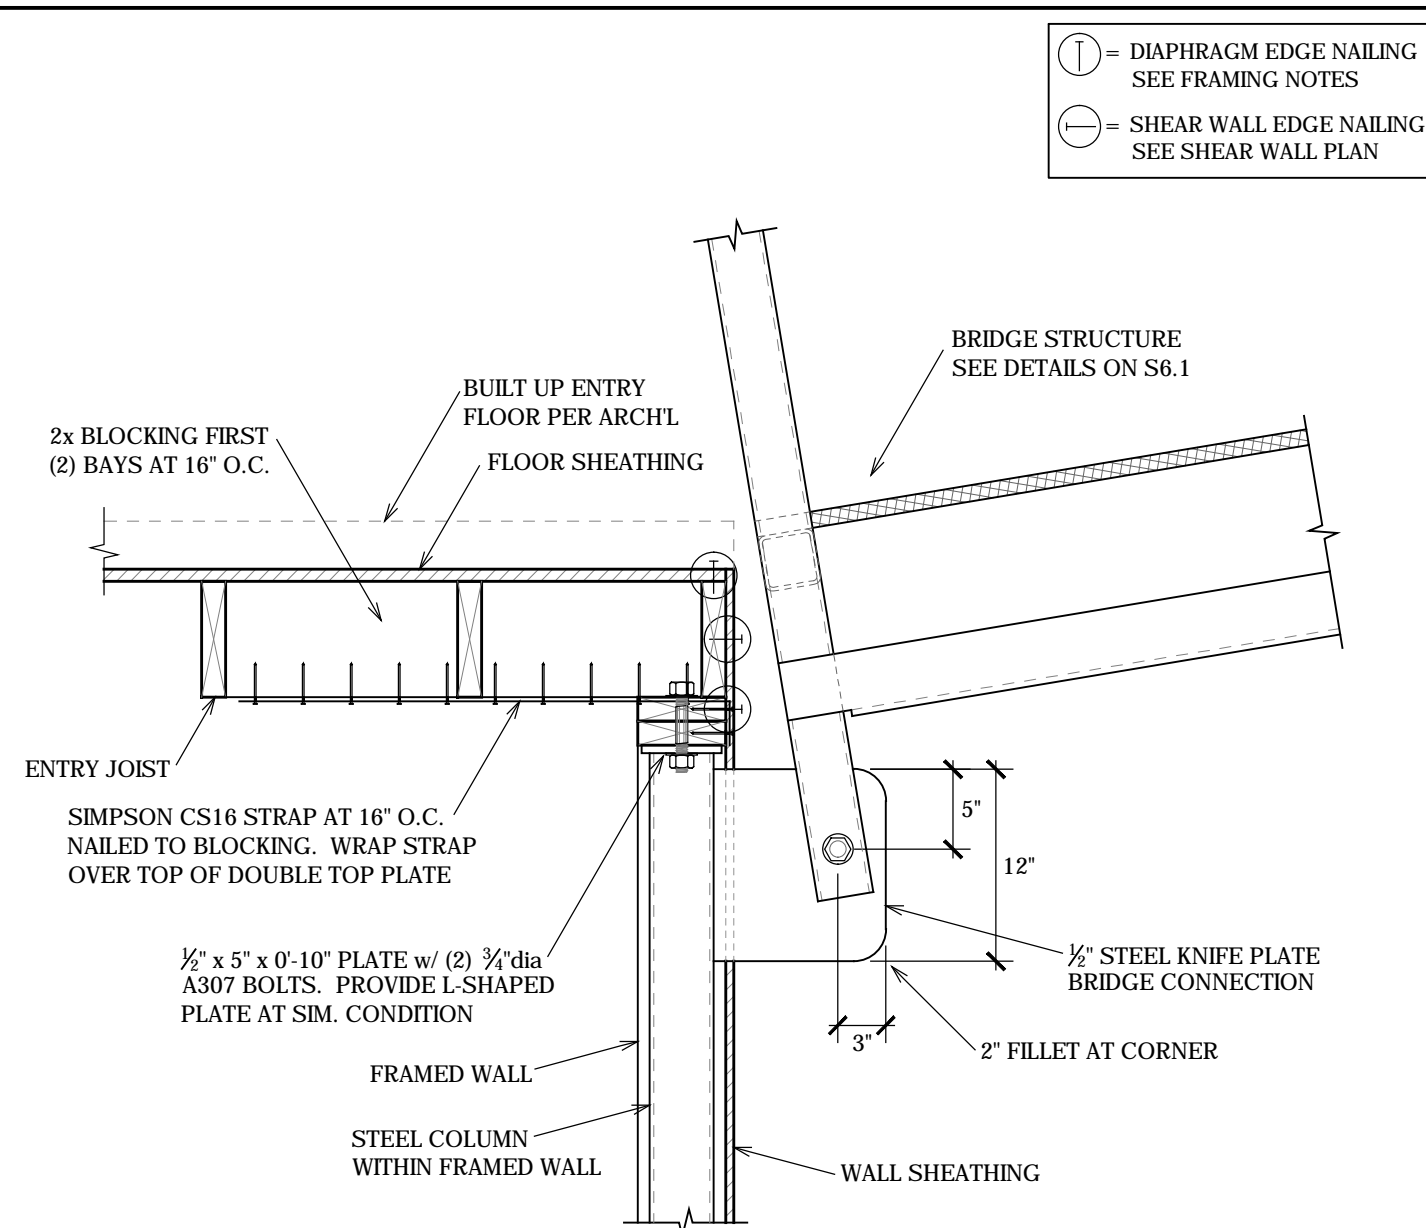 = DIAPHRAGM EDGE NAILING
SEE FRAMING NOTES
= SHEAR WALL EDGE NAILING
SEE SHEAR WALL PLAN
BRIDGE STRUCTURE
SEE DETAILS ON S6.1
BUILT UP ENTRY
FLOOR PER ARCH'L
2x BLOCKING FIRST
(2) BAYS AT 16" O.C.
FLOOR SHEATHING
ENTRY JOIST
SIMPSON CS16 STRAP AT 16" O.C.
NAILED TO BLOCKING. WRAP STRAP
OVER TOP OF DOUBLE TOP PLATE
5"
12"
½" x 5" x 0'-10" PLATE w/ (2) ¾"dia
A307 BOLTS. PROVIDE L-SHAPED
PLATE AT SIM. CONDITION
½" STEEL KNIFE PLATE
BRIDGE CONNECTION
3"
2" FILLET AT CORNER
FRAMED WALL
STEEL COLUMN
WITHIN FRAMED WALL
WALL SHEATHING